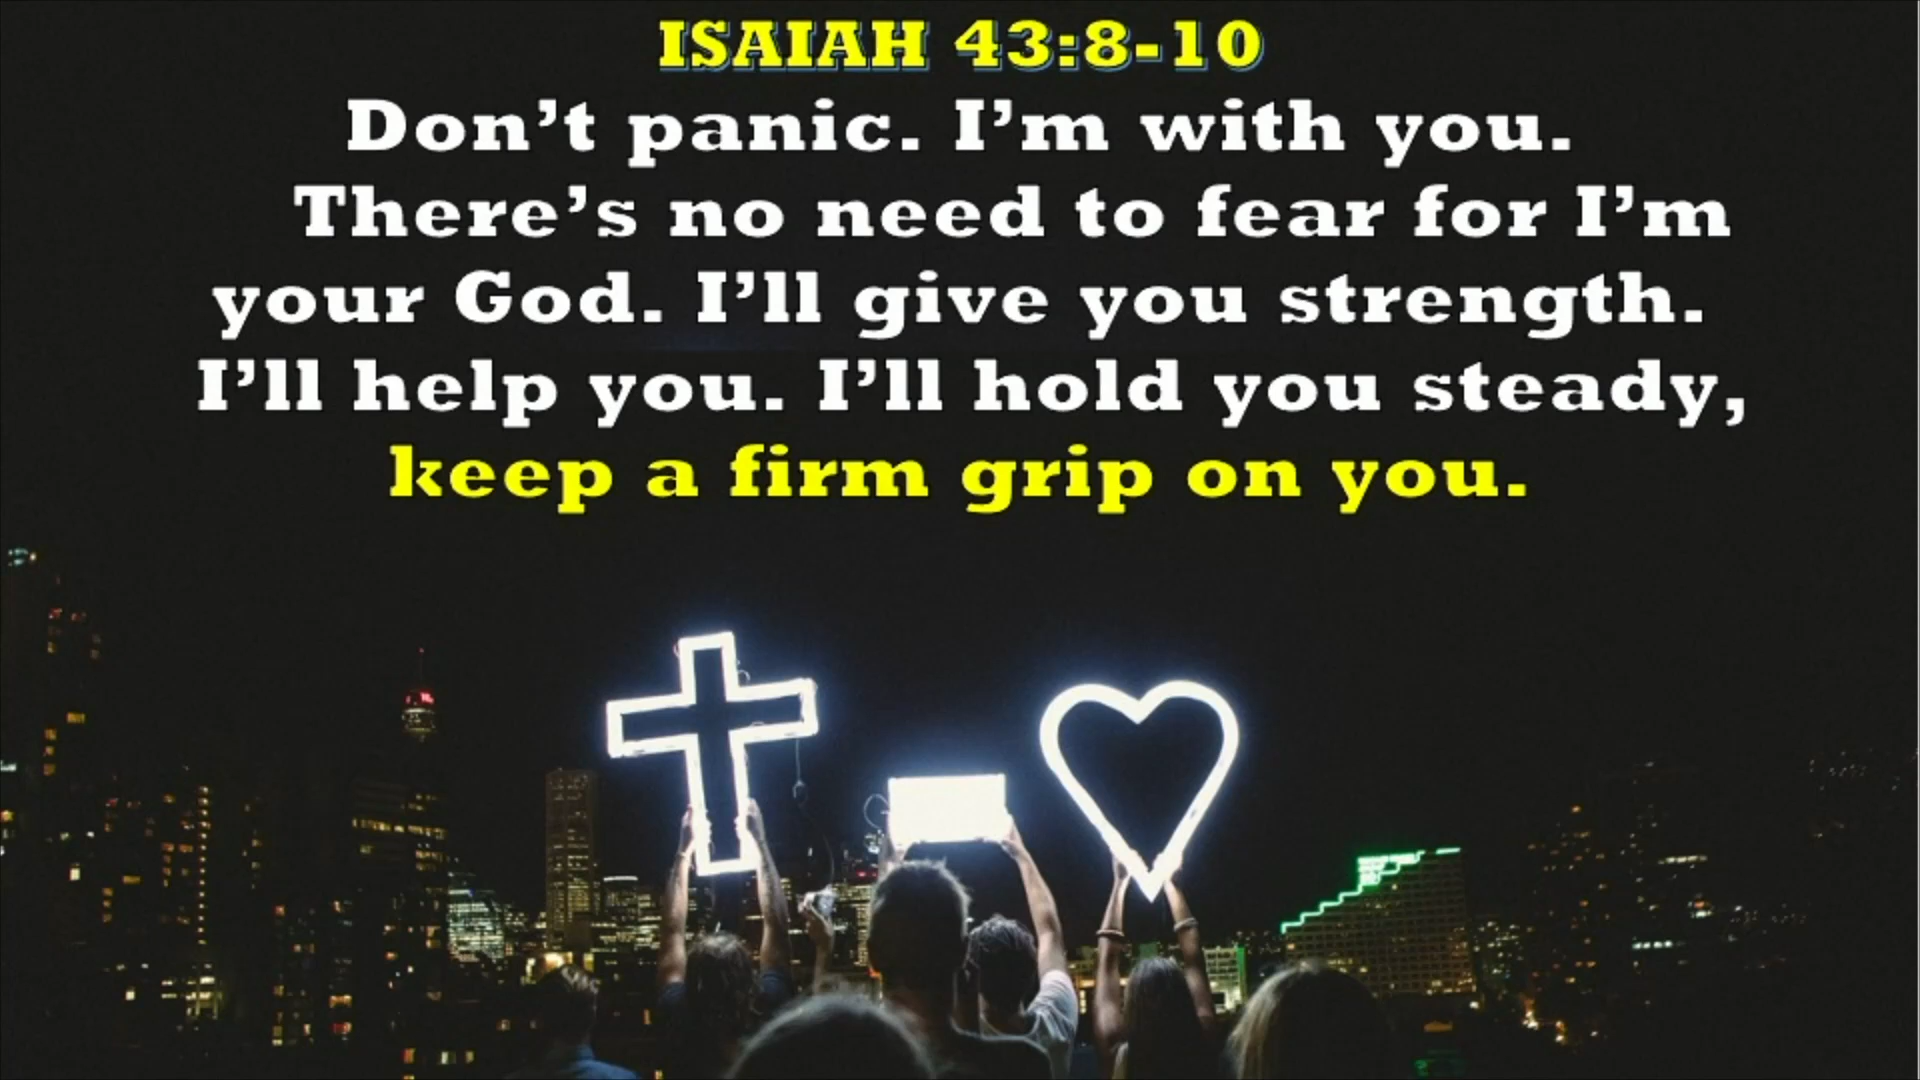 ISAIAH 43:8-10
Don’t panic. I’m with you.
There’s no need to fear for I’m
your God. I’ll give you strength.
I’ll help you. I’ll hold you steady,
keep a firm grip on you.